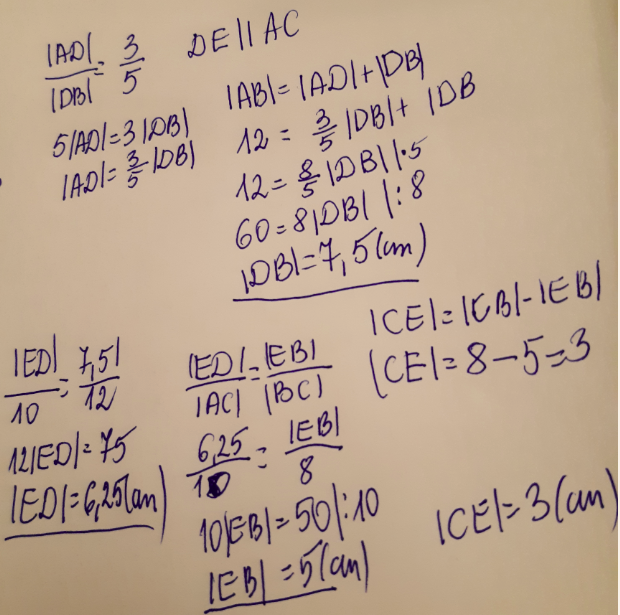 |AD|/|DB| = 3/5 DE || AC
5|AD|=3|DB|
|AD|=3/5|DB|
|AB|=|AD|+|DB|
12 = 3/5|DB|+ |DB
12=8/5|DB| |·5
60=8|DB| |:8
|DB|=7,5(cm)
|ED|/10 = 7,5|/12
12|ED|=75
|ED|=6,25(cm)
|ED|/|AC| = |EB|/|BC|
6,25/10 = |EB|/8
10|EB|=50|:10
|EB| =5(cm)
|CE|=|CB|-|EB|
|CE|=8-5=3
|CE|=3(cm)